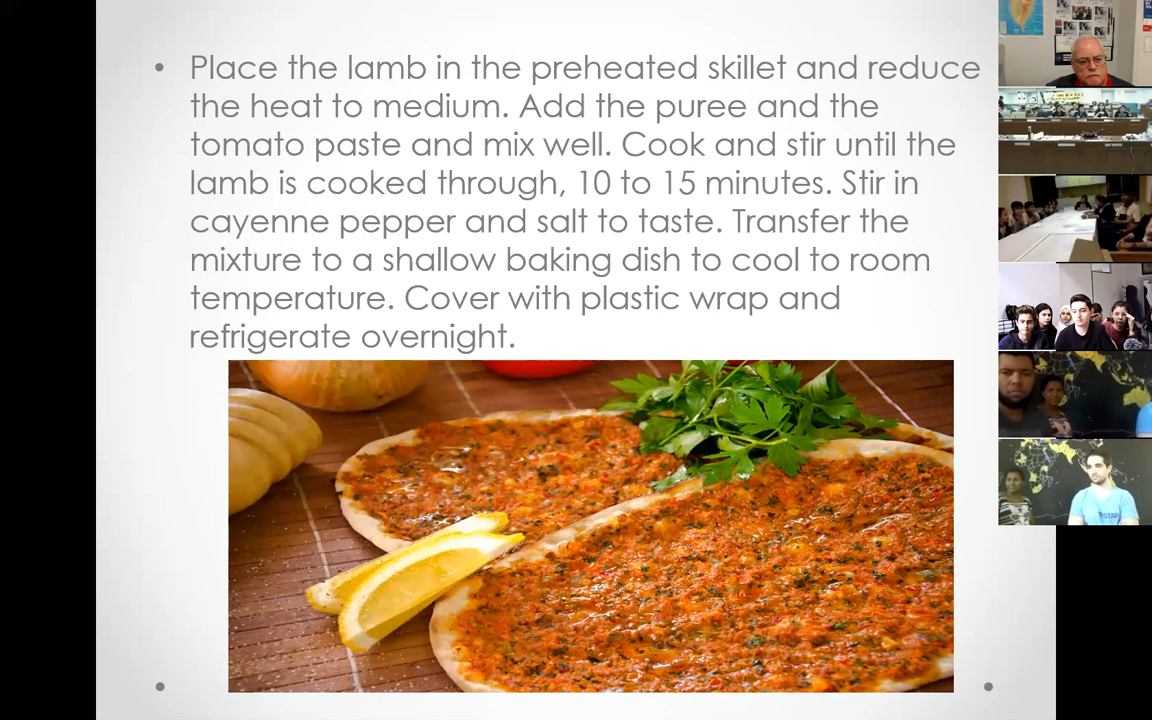 Place the lamb in the preheated skillet and reduce
the heat to medium. Add the puree and the
tomato paste and mix well. Cook and stir until the
lamb is cooked through, 10 to 15 minutes. Stir in
cayenne pepper and salt to taste. Transfer the
mixture to a shallow baking dish to cool to room
temperature. Cover with plastic wrap and
refrigerate overnight.